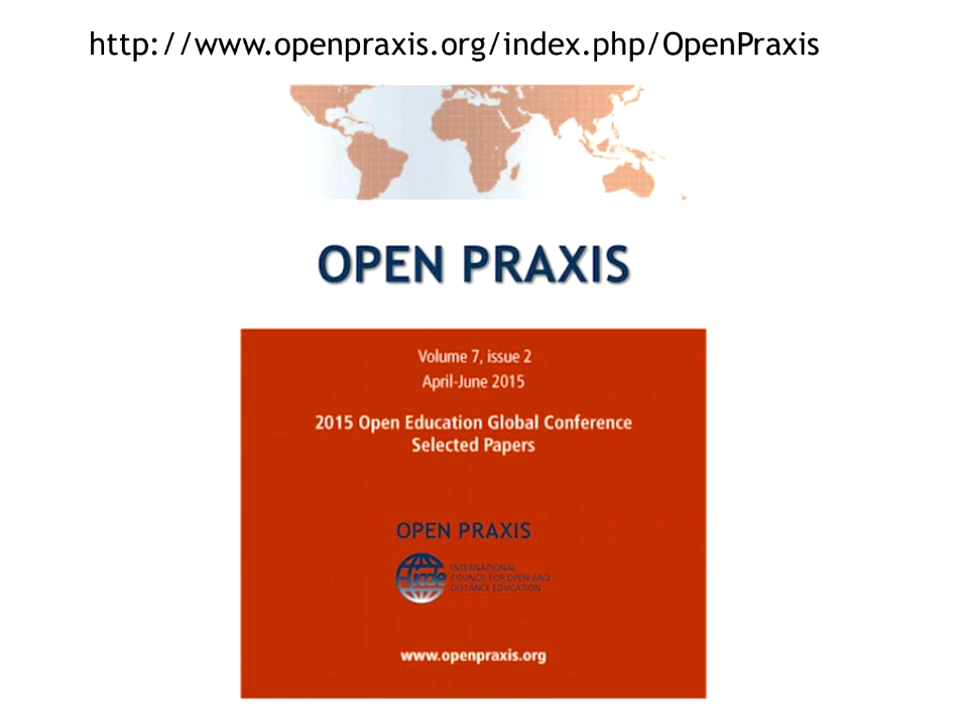 http://www.openpraxis.org/index.php/OpenPraxis
OPEN PRAXIS
Volume 7, issue 2
April-June 2015
2015 Open Education Global Conference
Selected Papers
OPEN PRAXIS
icde
INTERNATIONAL
COUNCIL FOR OPEN AND
DISTANCE EDUCATION
www.openpraxis.org